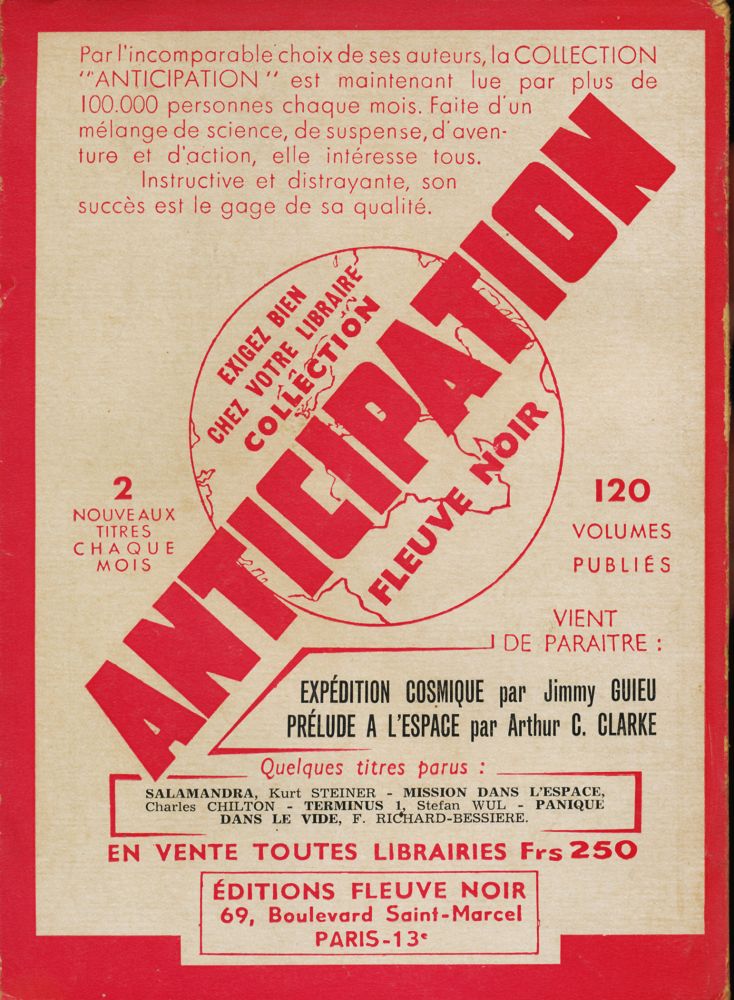 Par l'incomparable choix de ses auteurs, la COLLECTION
"ANTICIPATION" est maintenant lue par plus de
100.000 personnes chaque mois. Faite d'un
mélange de science, de suspense, d'aven-
ture et d'action, elle intéresse tous.
Instructive et distrayante, son
succès est le gage de sa qualité.
EXIGEZ BIEN
CHEZ VOTRE LIBRAIRE
COLLECTION
ANTICIPATION
FLEUVE NOIR
2
NOUVEAUX
TITRES
CHAQUE
MOIS
120
VOLUMES
PUBLIÉS
VIENT
DE PARAITRE :
EXPÉDITION COSMIQUE par Jimmy GUIEU
PRÉLUDE A L'ESPACE par Arthur C. CLARKE
Quelques titres parus :
SALAMANDRA, Kurt STEINER - MISSION DANS L'ESPACE,
Charles CHILTON - TERMINUS 1, Stefan WUL - PANIQUE
DANS LE VIDE, F. RICHARD-BESSIERE.
EN VENTE TOUTES LIBRAIRIES Frs 250
ÉDITIONS FLEUVE NOIR
69, Boulevard Saint-Marcel
PARIS-13e